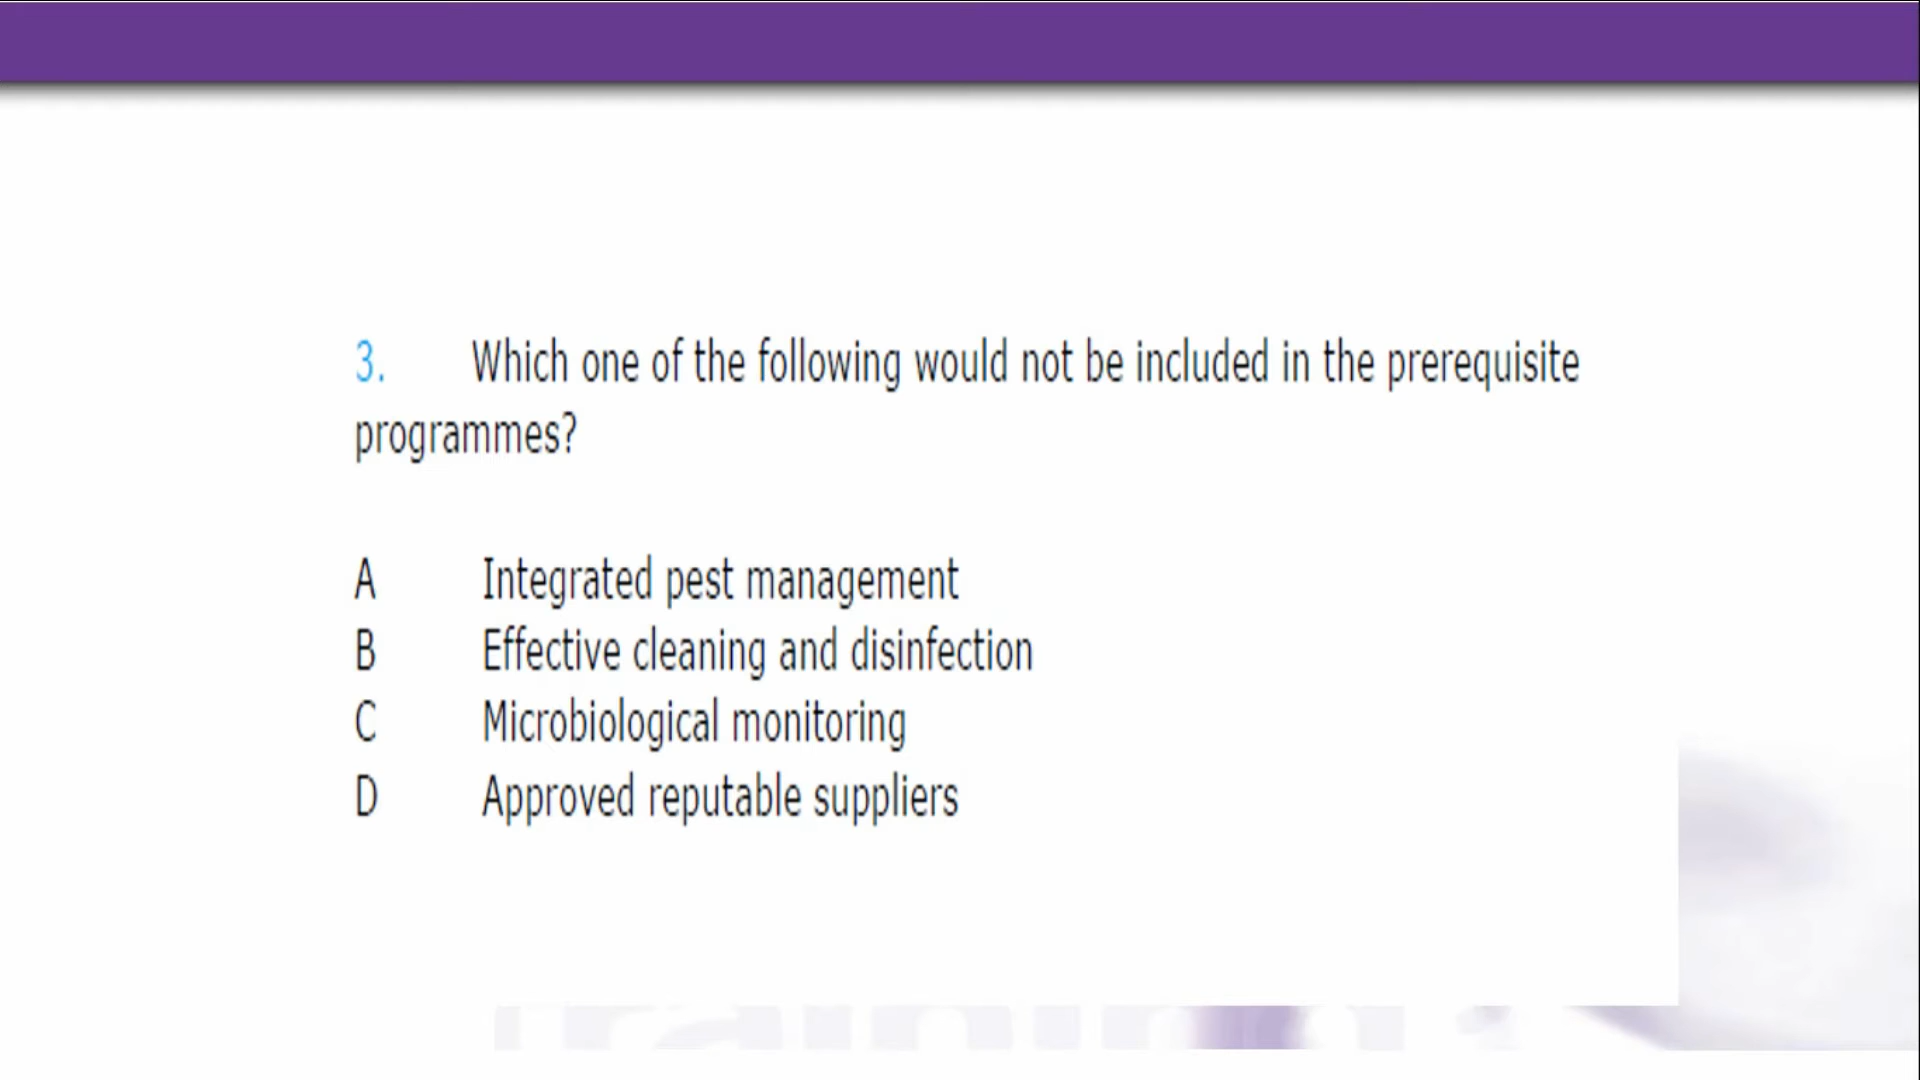 3. Which one of the following would not be included in the prerequisite
programmes?
A Integrated pest management
B Effective cleaning and disinfection
C Microbiological monitoring
D Approved reputable suppliers